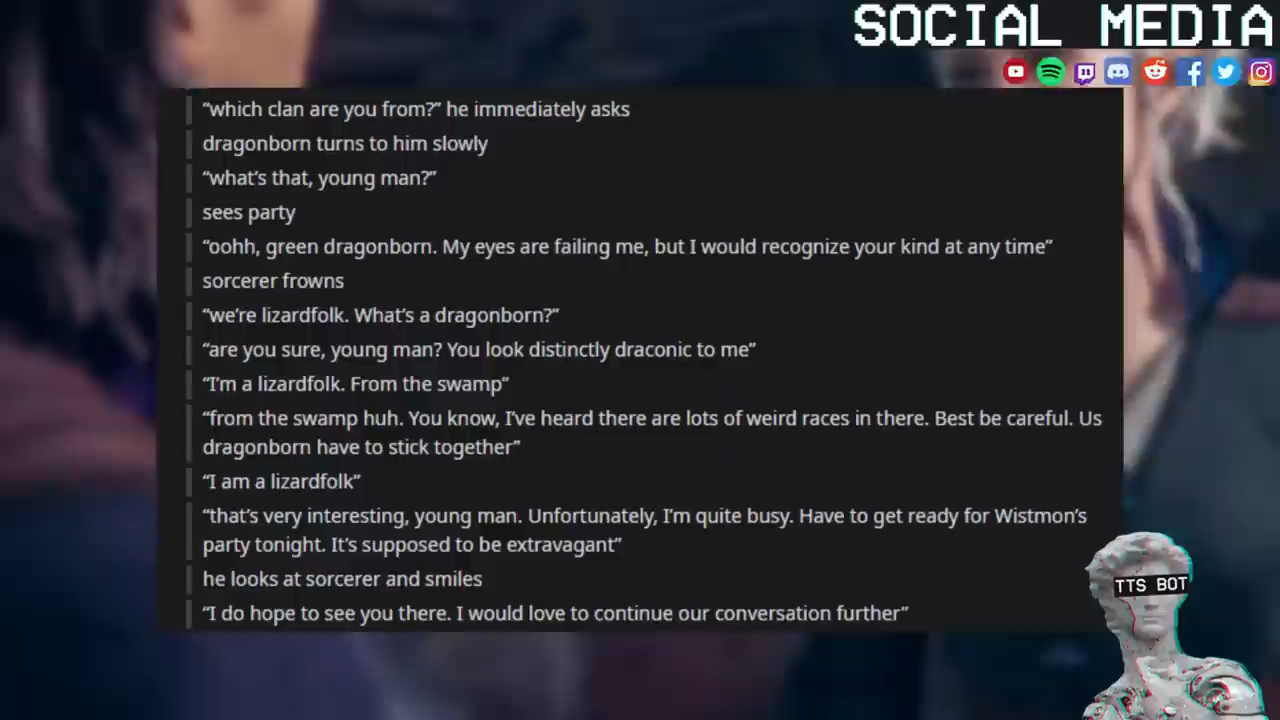 SOCIAL MEDIA
“which clan are you from?” he immediately asks
dragonborn turns to him slowly
“what’s that, young man?”
sees party
“oohh, green dragonborn. My eyes are failing me, but I would recognize your kind at any time”
sorcerer frowns
“we’re lizardfolk. What’s a dragonborn?”
“are you sure, young man? You look distinctly draconic to me”
“I’m a lizardfolk. From the swamp”
“from the swamp huh. You know, I’ve heard there are lots of weird races in there. Best be careful. Us
dragonborn have to stick together”
“I am a lizardfolk”
“that’s very interesting, young man. Unfortunately, I’m quite busy. Have to get ready for Wistmon’s
party tonight. It’s supposed to be extravagant”
he looks at sorcerer and smiles
“I do hope to see you there. I would love to continue our conversation further”
TTS BOT